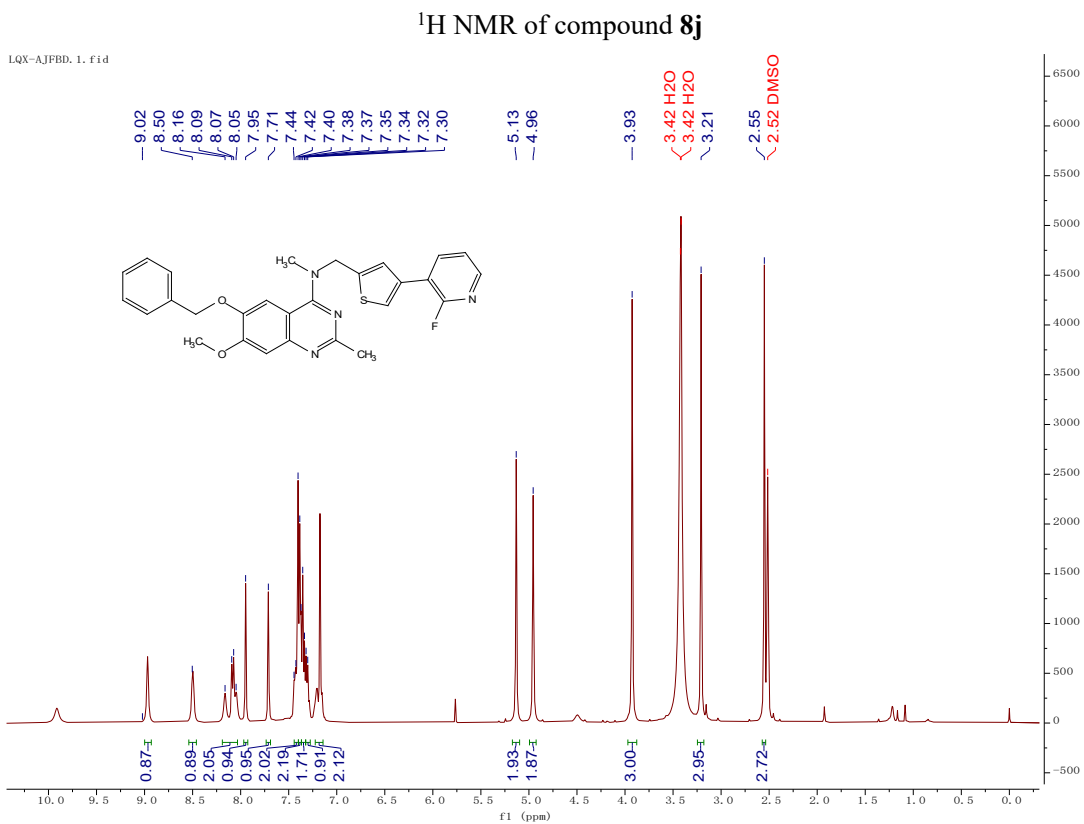 ¹H NMR of compound 8j
LQX-AJFBD.1.fid
9.02
8.50
8.16
8.09
8.07
8.05
7.95
7.71
7.44
7.42
7.40
7.38
7.37
7.35
7.34
7.32
7.30
5.13
4.96
3.93
3.42 H2O
3.42 H2O
3.21
2.55
2.52 DMSO
6500
6000
5500
5000
4500
4000
3500
3000
2500
2000
1500
1000
500
0
-500
H₃C
N
S
N
F
O
N
N
CH₃
H₃C
O
0.87
0.89
2.05
0.94
0.95
2.02
2.19
1.71
0.91
2.12
1.95
1.87
3.00
2.95
2.72
10.0 9.5 9.0 8.5 8.0 7.5 7.0 6.5 6.0 5.5 5.0 4.5 4.0 3.5 3.0 2.5 2.0 1.5 1.0 0.5 0.0
f1 (ppm)